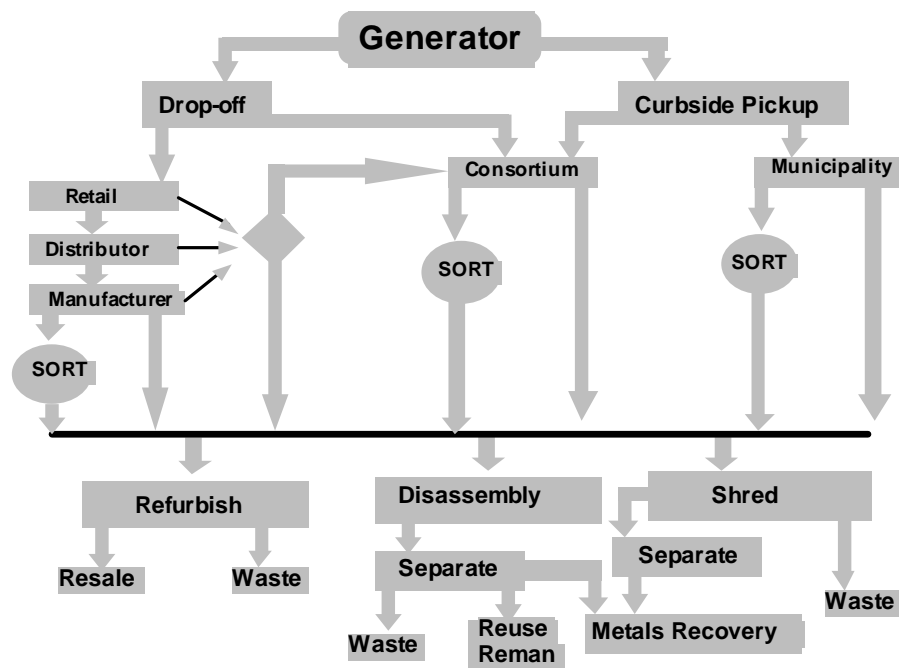 Generator
Drop-off
Curbside Pickup
Consortium
Municipality
Retail
Distributor
Manufacturer
SORT
SORT
SORT
Refurbish
Disassembly
Shred
Resale
Waste
Separate
Separate
Waste
Waste
Reuse
Reman
Metals Recovery